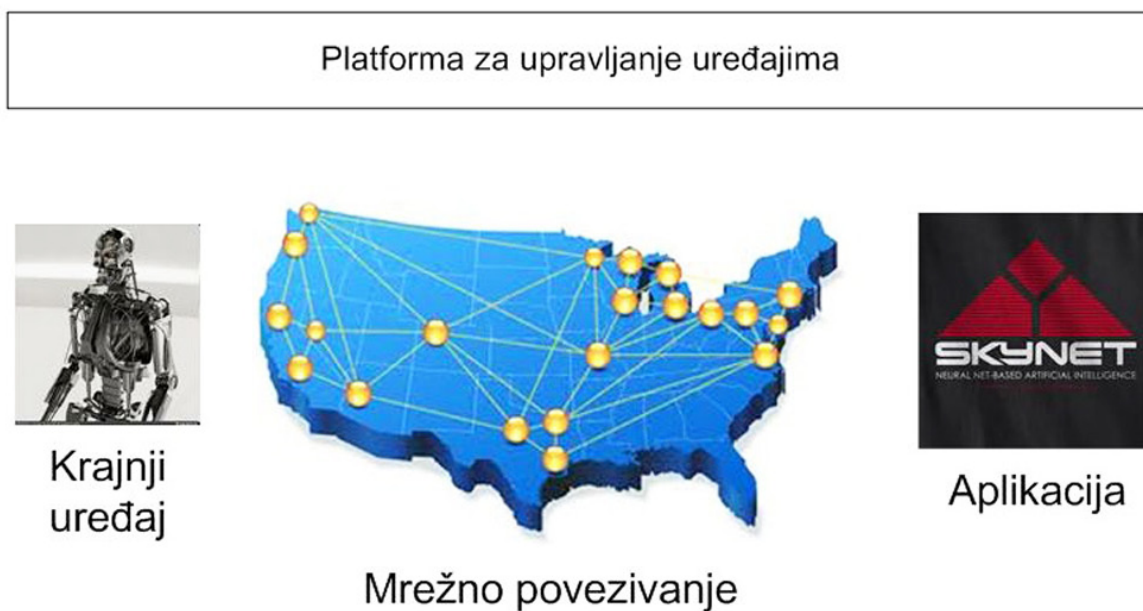 Platforma za upravljanje uređajima
SKYNET
NEURAL NET-BASED ARTIFICIAL INTELLIGENCE
Krajnji
uređaj
Aplikacija
Mrežno povezivanje